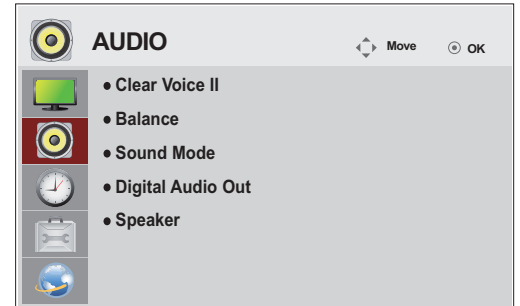 AUDIO Move OK
● Clear Voice II
● Balance
● Sound Mode
● Digital Audio Out
● Speaker